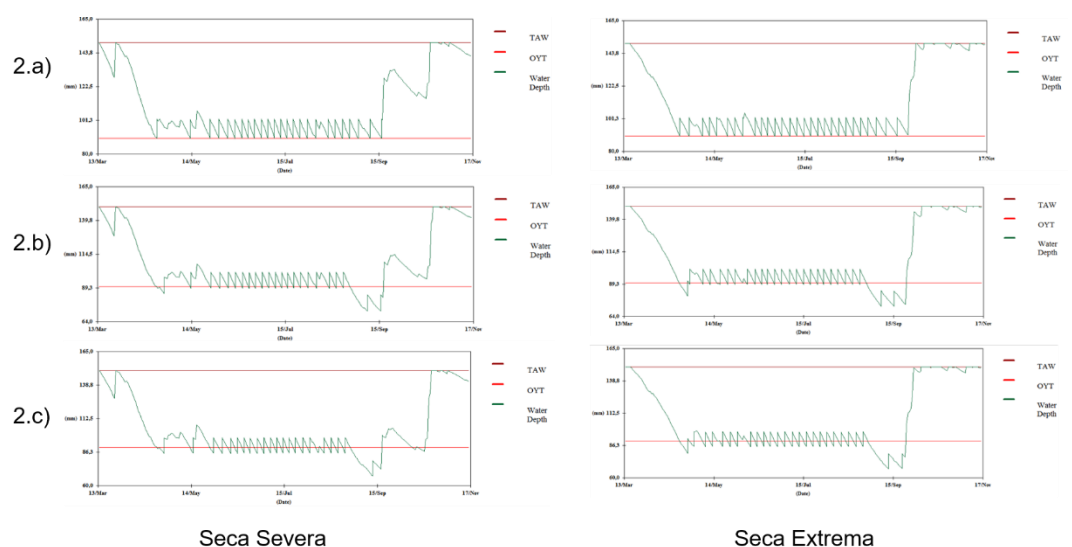 2.a)
165,0
143,8
122,5
101,2
80,0
(mm)
13/Mar
14/May
15/Jul
15/Sep
17/Nov
(Date)
TAW
OYT
Water
Depth
165,0
143,8
122,5
101,2
80,0
(mm)
13/Mar
14/May
15/Jul
15/Sep
17/Nov
(Date)
TAW
OYT
Water
Depth
2.b)
165,0
139,8
114,5
89,2
64,0
(mm)
13/Mar
14/May
15/Jul
15/Sep
17/Nov
(Date)
TAW
OYT
Water
Depth
165,0
139,8
114,5
89,2
64,0
(mm)
13/Mar
14/May
15/Jul
15/Sep
17/Nov
(Date)
TAW
OYT
Water
Depth
2.c)
165,0
138,8
112,5
86,2
60,0
(mm)
13/Mar
14/May
15/Jul
15/Sep
17/Nov
(Date)
TAW
OYT
Water
Depth
165,0
138,8
112,5
86,2
60,0
(mm)
13/Mar
14/May
15/Jul
15/Sep
17/Nov
(Date)
TAW
OYT
Water
Depth
Seca Severa
Seca Extrema